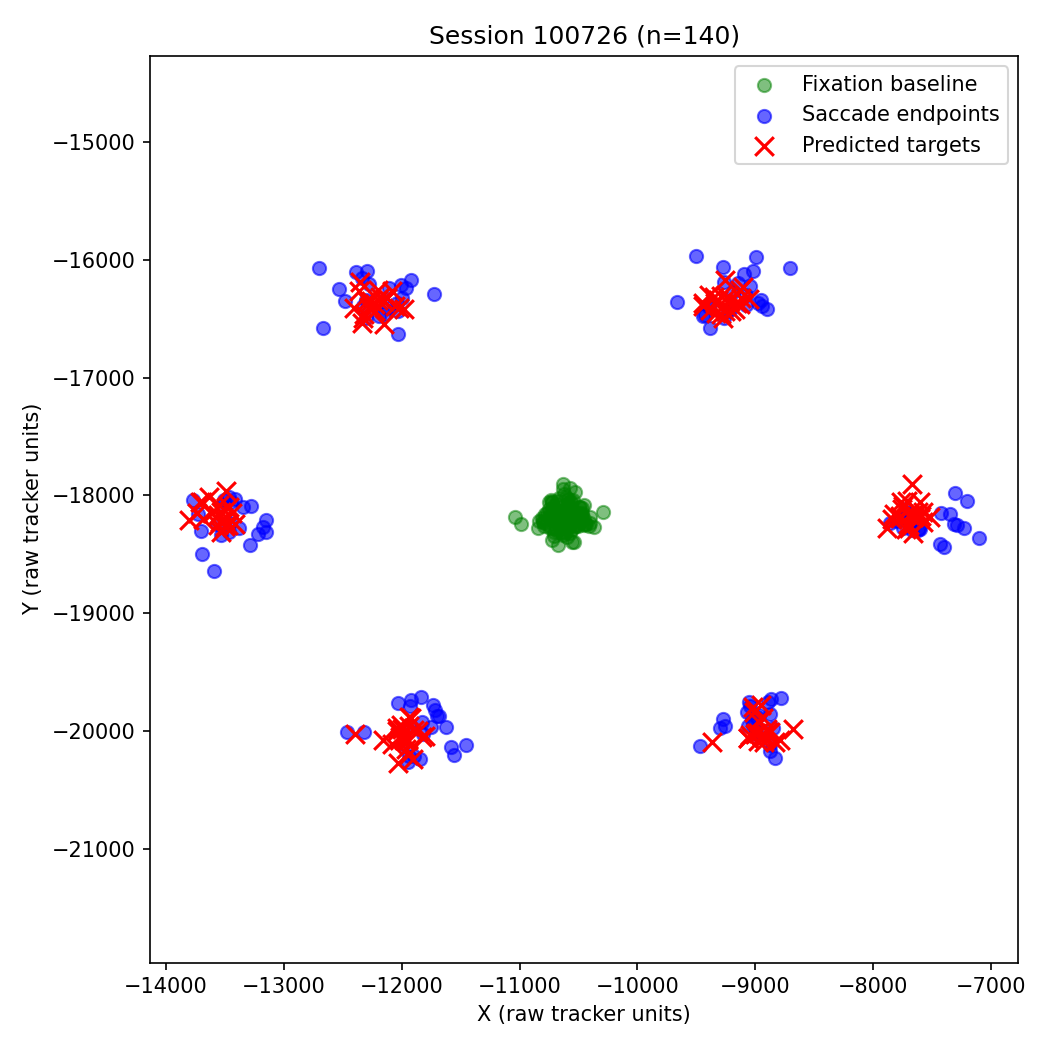 Session 100726 (n=140)
Fixation baseline
Saccade endpoints
Predicted targets
−15000
−16000
−17000
−18000
−19000
−20000
−21000
Y (raw tracker units)
−14000 −13000 −12000 −11000 −10000 −9000 −8000 −7000
X (raw tracker units)